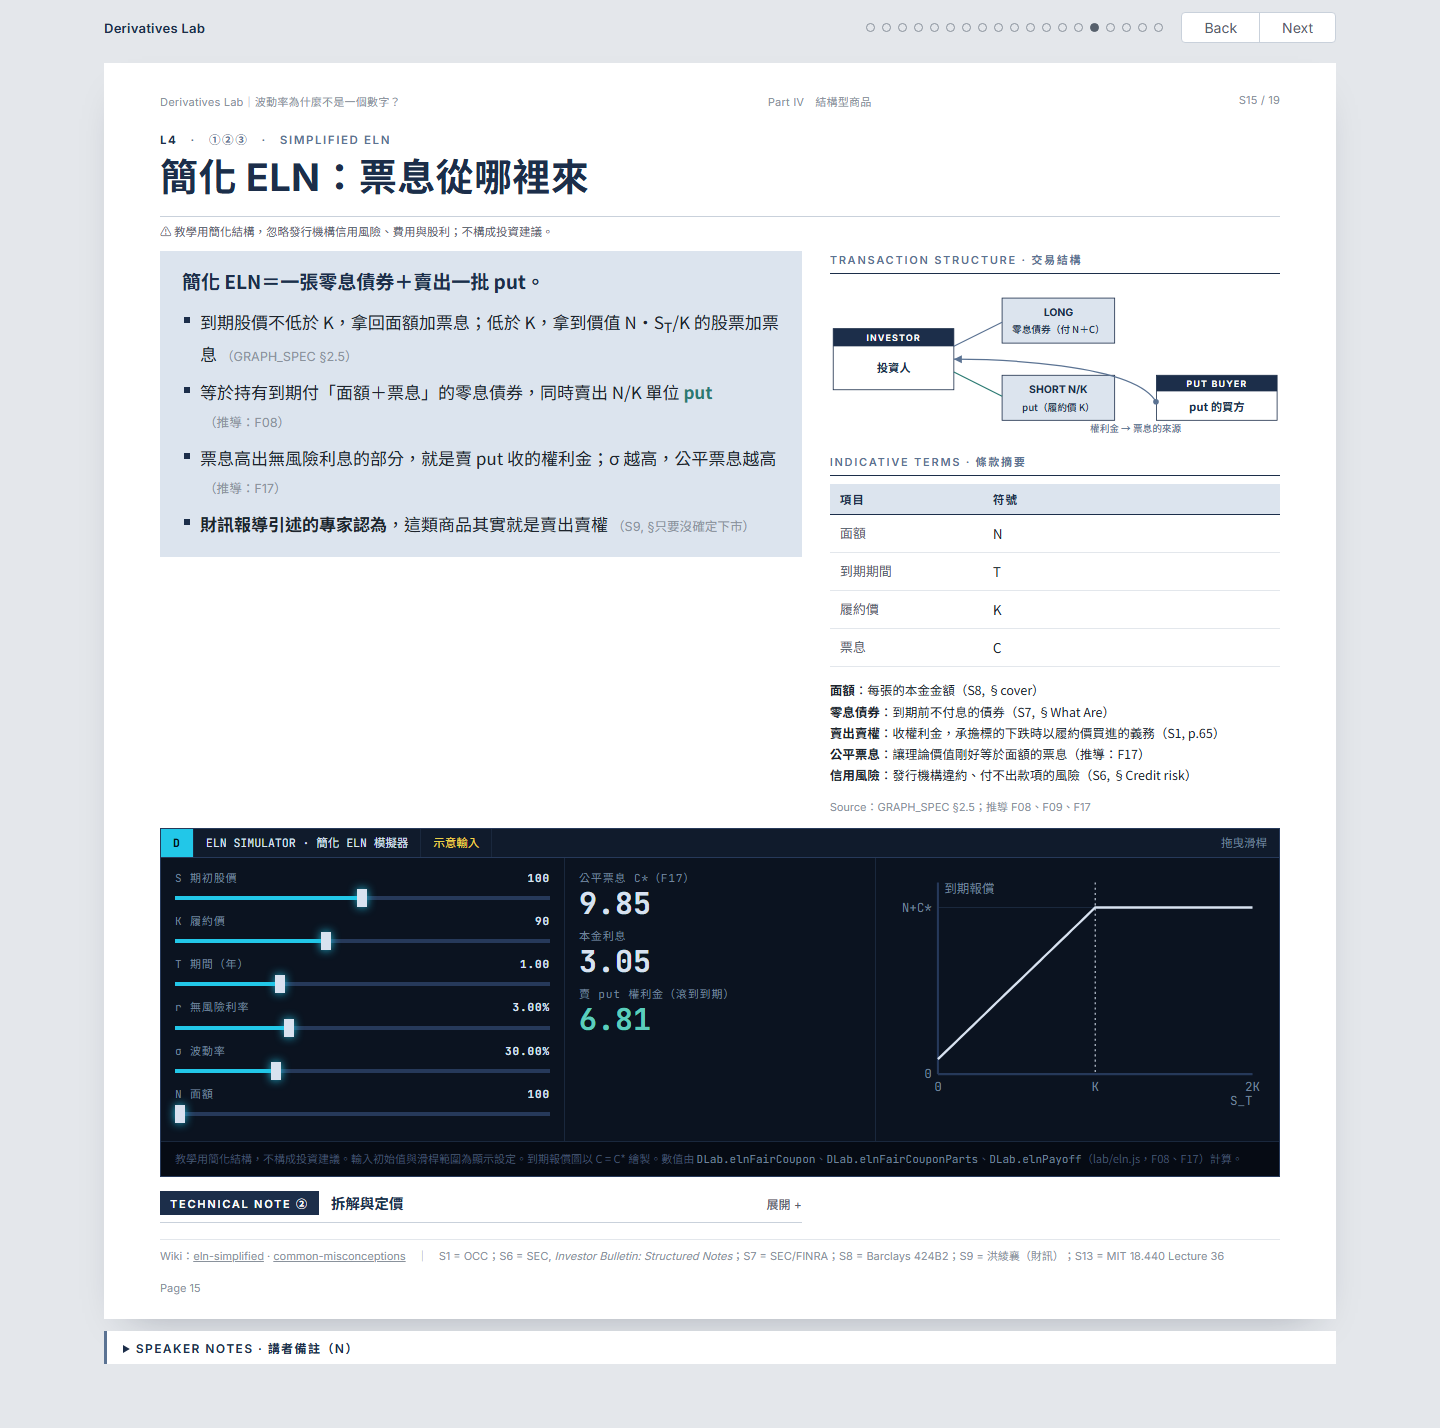 Derivatives Lab
Back
Next
Derivatives Lab｜波動率為什麼不是一個數字？
Part IV 結構型商品
S15 / 19
L4 · ①②③ · SIMPLIFIED ELN
簡化 ELN：票息從哪裡來
⚠ 教學用簡化結構，忽略發行機構信用風險、費用與股利；不構成投資建議。
簡化 ELN＝一張零息債券＋賣出一批 put。
到期股價不低於 K，拿回面額加票息；低於 K，拿到價值 N・S_T/K 的股票加票
息 （GRAPH_SPEC §2.5）
等於持有到期付「面額＋票息」的零息債券，同時賣出 N/K 單位 put
（推導：F08）
票息高出無風險利息的部分，就是賣 put 收的權利金；σ 越高，公平票息越高
（推導：F17）
財訊報導引述的專家認為，這類商品其實就是賣出賣權 （S9, §只要沒確定下市）
TRANSACTION STRUCTURE · 交易結構
INVESTOR
投資人
LONG
零息債券（付 N＋C）
SHORT N/K
put（履約價 K）
PUT BUYER
put 的買方
權利金 → 票息的來源
INDICATIVE TERMS · 條款摘要
項目 符號
面額 N
到期期間 T
履約價 K
票息 C
面額：每張的本金金額（S8, §cover）
零息債券：到期前不付息的債券（S7, §What Are）
賣出賣權：收權利金，承擔標的下跌時以履約價買進的義務（S1, p.65）
公平票息：讓理論價值剛好等於面額的票息（推導：F17）
信用風險：發行機構違約、付不出款項的風險（S6, §Credit risk）
Source：GRAPH_SPEC §2.5；推導 F08、F09、F17
D ELN SIMULATOR · 簡化 ELN 模擬器 示意輸入 拖曳滑桿
S 期初股價 100
K 履約價 90
T 期間（年） 1.00
r 無風險利率 3.00%
σ 波動率 30.00%
N 面額 100
公平票息 C*（F17）
9.85
本金利息
3.05
賣 put 權利金（滾到到期）
6.81
到期報償
N+C*
0
0 K 2K
S_T
教學用簡化結構，不構成投資建議。輸入初始值與滑桿範圍為顯示設定。到期報價圖以 C = C* 繪製。數值由 DLab.elnFairCoupon、DLab.elnFairCouponParts、DLab.elnPayoff（lab/eln.js，F08、F17）計算。
TECHNICAL NOTE ② 拆解與定價 展開 +
Wiki：eln-simplified · common-misconceptions ｜ S1 = OCC；S6 = SEC, Investor Bulletin: Structured Notes；S7 = SEC/FINRA；S8 = Barclays 424B2；S9 = 洪綾襄（財訊）；S13 = MIT 18.440 Lecture 36
Page 15
▶ SPEAKER NOTES · 講者備註（N）